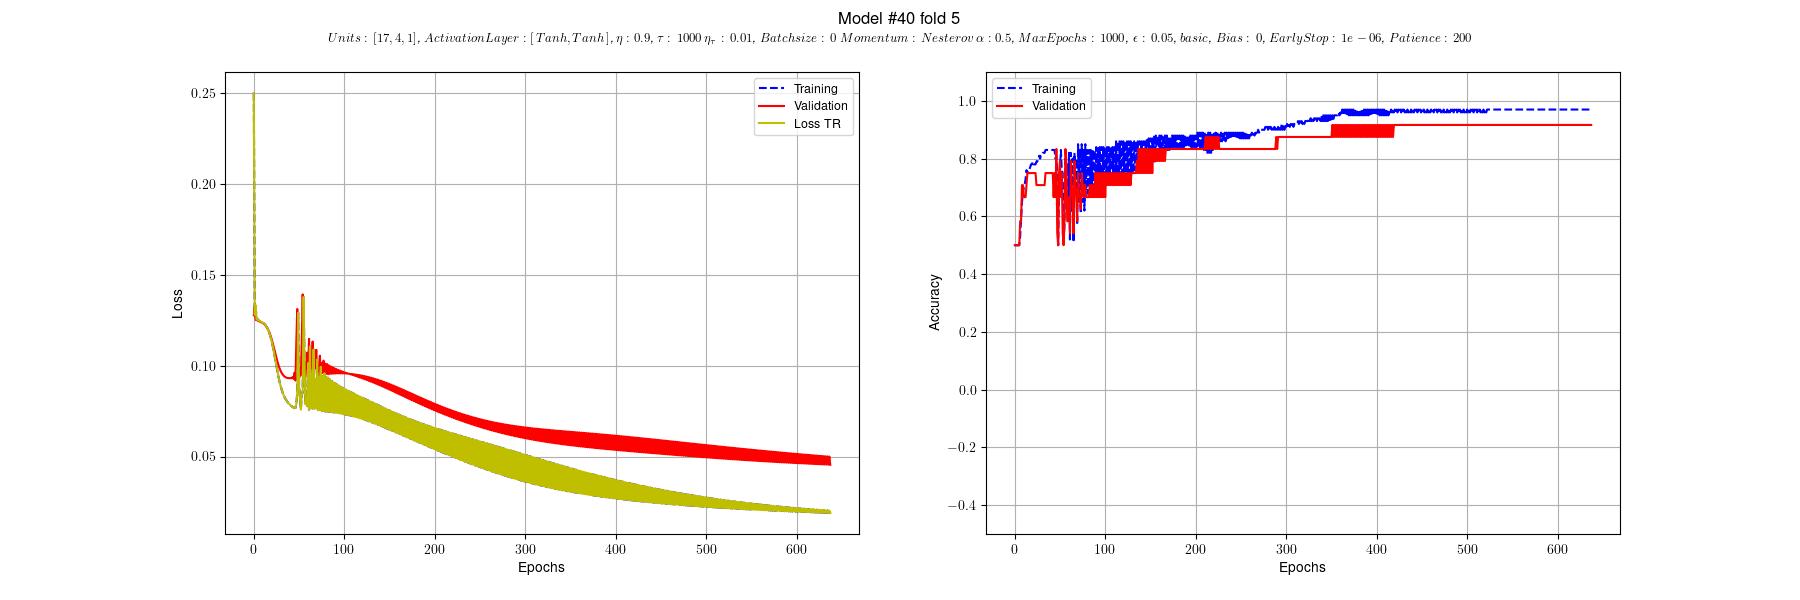 Model #40 fold 5
Units : [17, 4, 1], ActivationLayer : [Tanh, Tanh], η : 0.9, τ : 1000 ητ : 0.01, Batchsize : 0 Momentum : Nesterov α : 0.5, MaxEpochs : 1000, ϵ : 0.05, basic, Bias : 0, EarlyStop : 1e − 06, Patience : 200
Training
Validation
Loss TR
0.25
0.20
0.15
0.10
0.05
Loss
0 100 200 300 400 500 600
Epochs
Training
Validation
1.0
0.8
0.6
0.4
0.2
0.0
−0.2
−0.4
Accuracy
0 100 200 300 400 500 600
Epochs